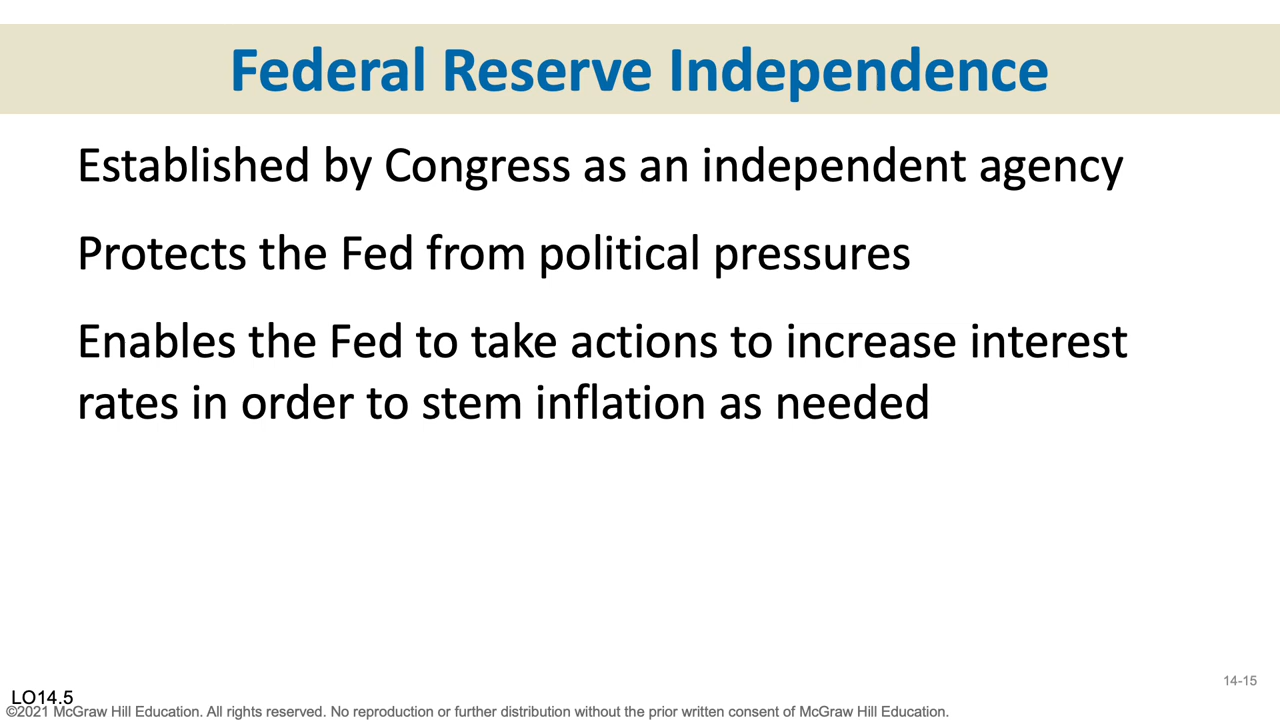 Federal Reserve Independence
Established by Congress as an independent agency
Protects the Fed from political pressures
Enables the Fed to take actions to increase interest
rates in order to stem inflation as needed
14-15
LO14.5
©2021 McGraw Hill Education. All rights reserved. No reproduction or further distribution without the prior written consent of McGraw Hill Education.